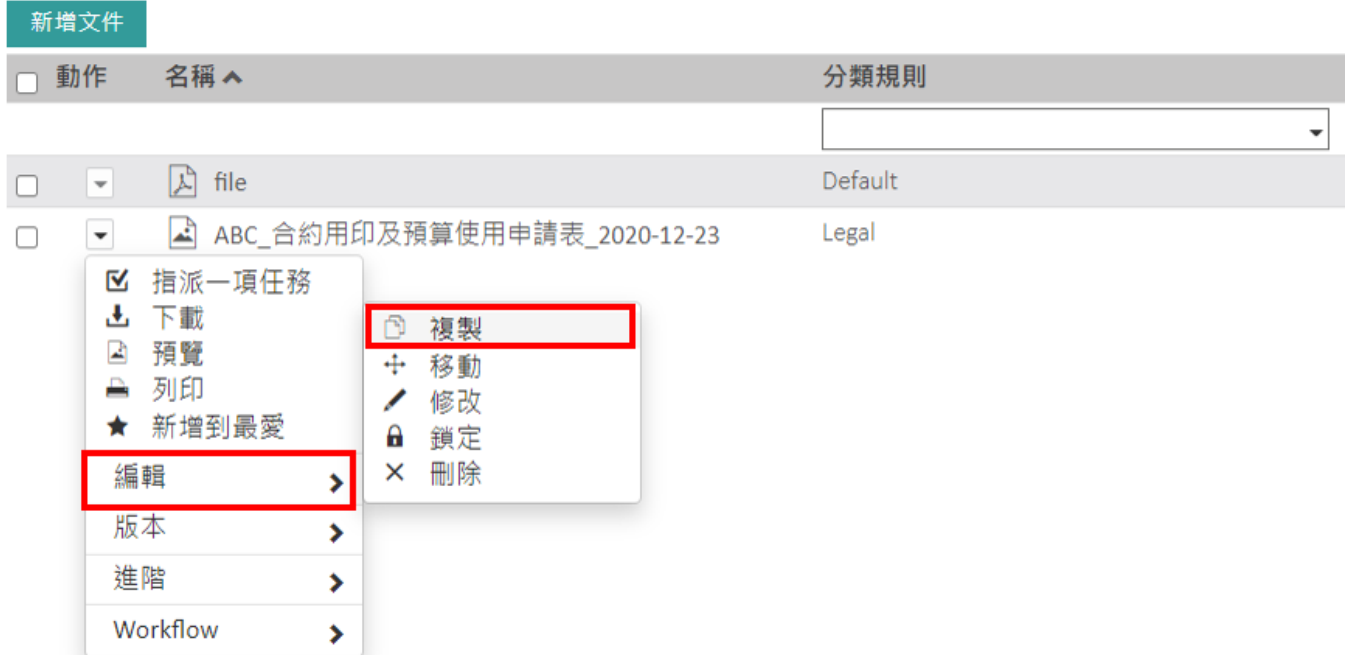 新增文件
動作 名稱 分類規則
file Default
ABC_合約用印及預算使用申請表_2020-12-23 Legal
指派一項任務
下載
預覽
列印
新增到最愛
編輯
版本
進階
Workflow
複製
移動
修改
鎖定
刪除